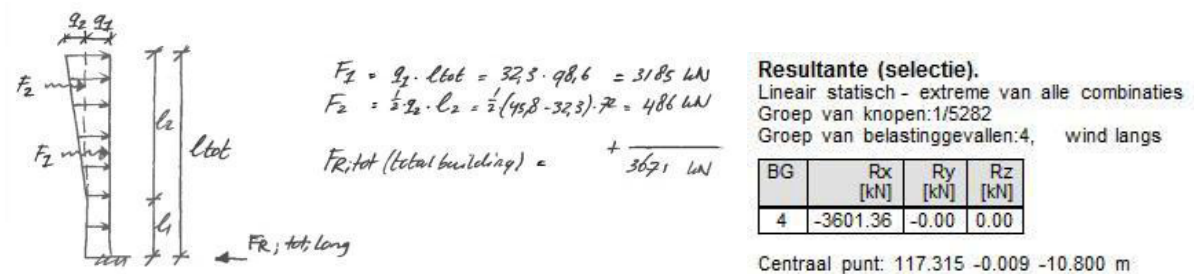 q₂ q₁
F₂
F₁
l₂
l₁
ltot
FR; tot; long
F₁ = q₁ · ltot = 32,3 · 98,6 = 3185 kN
F₂ = ½ q₂ · l₂ = ½ (45,8 - 32,3) · 72 = 486 kN
FR;tot (total building) = + 3671 kN
Resultante (selectie).
Lineair statisch - extreme van alle combinaties
Groep van knopen:1/5282
Groep van belastinggevallen:4, wind langs
BG Rx [kN] Ry [kN] Rz [kN]
4 -3601.36 -0.00 0.00
Centraal punt: 117.315 -0.009 -10.800 m